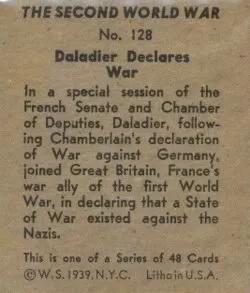 THE SECOND WORLD WAR
No. 128
Daladier Declares
War
In a special session of the
French Senate and Chamber
of Deputies, Daladier, follow-
ing Chamberlain's declaration
of War against Germany,
joined Great Britain, France's
war ally of the first World
War, in declaring that a State
of War existed against the
Nazis.
This is one of a Series of 48 Cards
©W.S. 1939, N.Y.C. Litho in U.S.A.